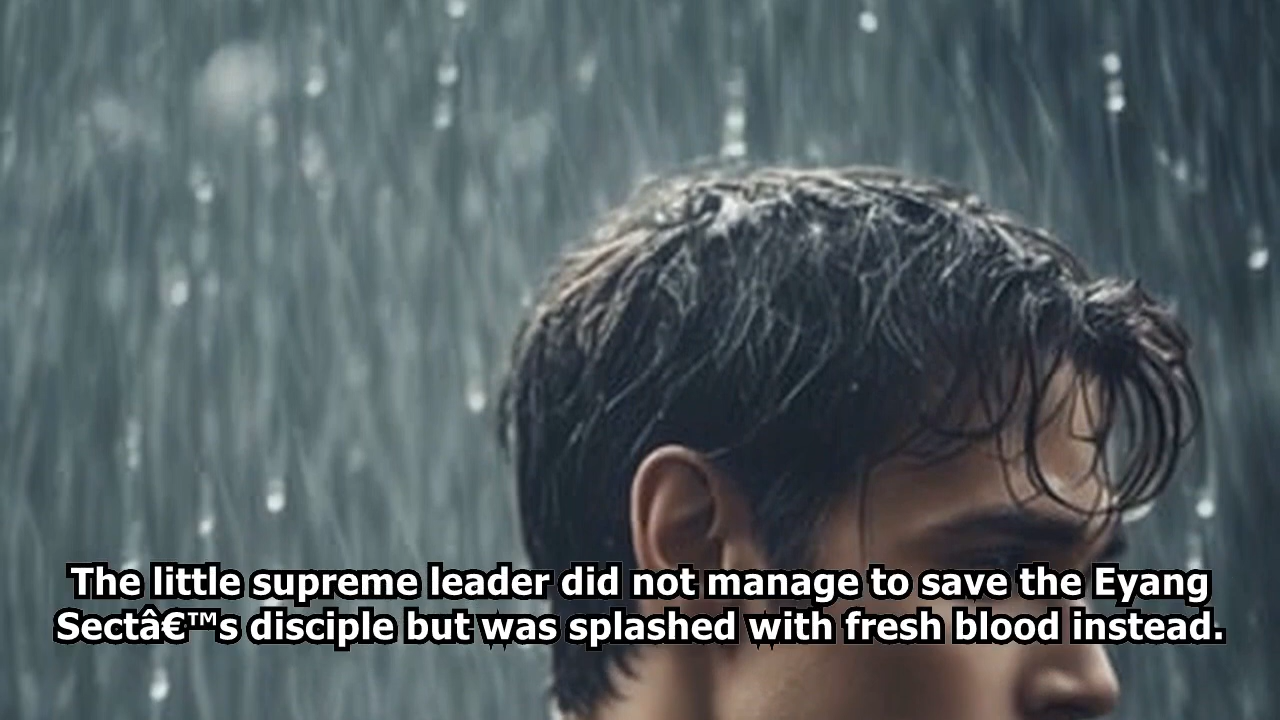 The little supreme leader did not manage to save the Eyang
Sectâ€™s disciple but was splashed with fresh blood instead.